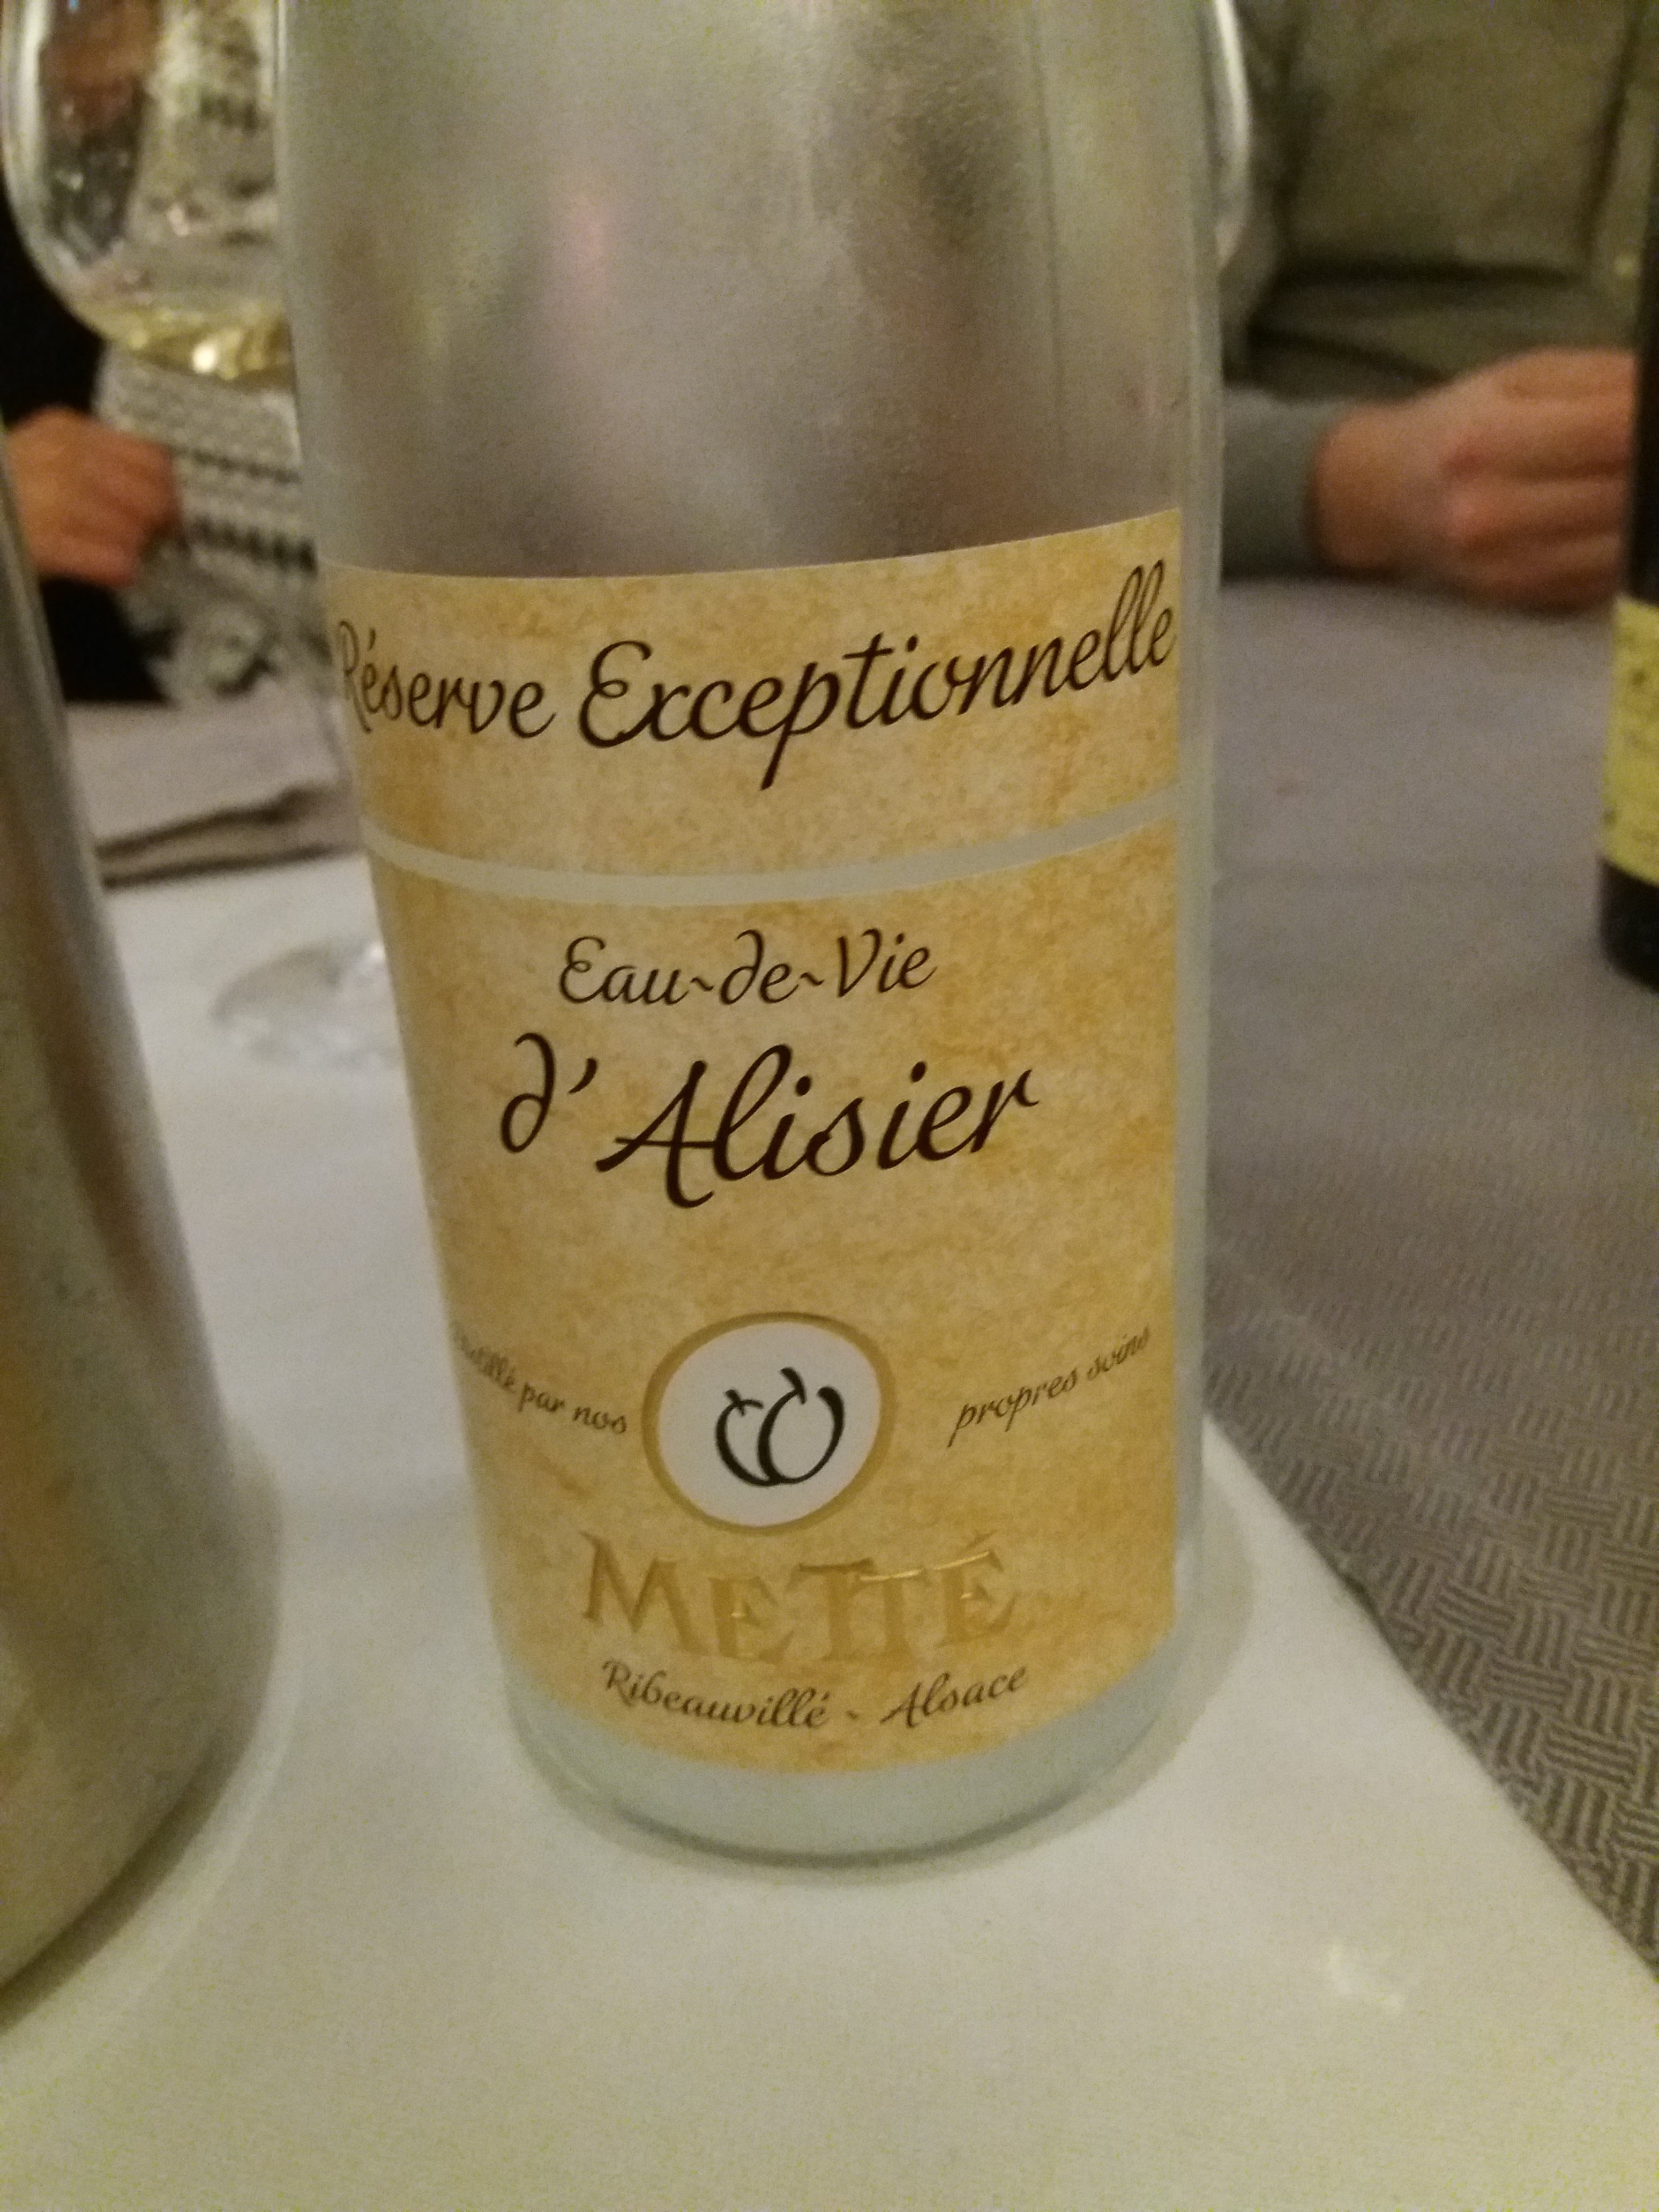 Réserve Exceptionnelle
Eau-de-Vie
d'Alisier
par nos propres soins
METTÉ
Ribeauvillé - Alsace